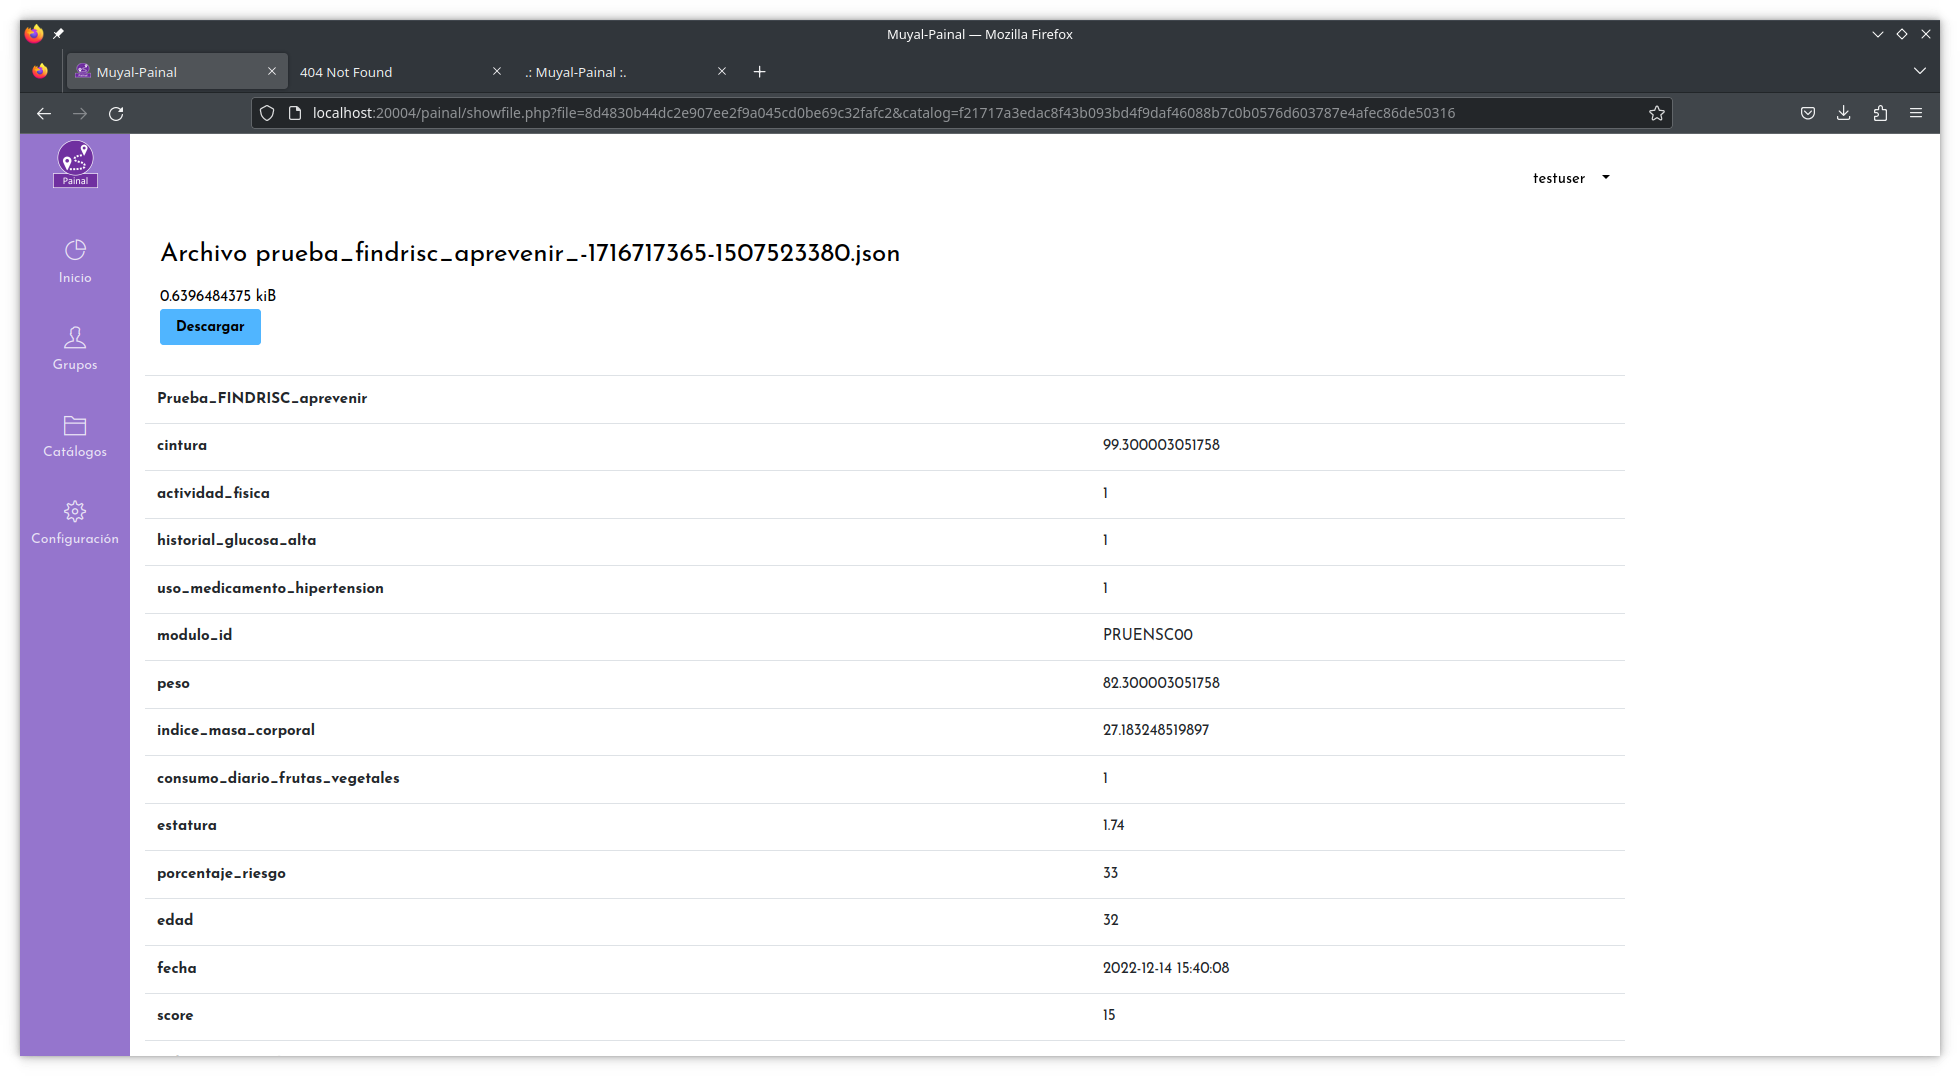 Muyal-Painal — Mozilla Firefox
Muyal-Painal
404 Not Found
.: Muyal-Painal :.
localhost:20004/painal/showfile.php?file=8d4830b44dc2e907ee2f9a045cd0be69c32fafc2&catalog=f21717a3edac8f43b093bd4f9daf46088b7c0b0576d603787e4afec86de50316
Painal
testuser
Inicio
Grupos
Catálogos
Configuración
Archivo prueba_findrisc_aprevenir_-1716717365-1507523380.json
0.6396484375 kiB
Descargar
Prueba_FINDRISC_aprevenir
cintura 99.300003051758
actividad_fisica 1
historial_glucosa_alta 1
uso_medicamento_hipertension 1
modulo_id PRUENSC00
peso 82.300003051758
indice_masa_corporal 27.183248519897
consumo_diario_frutas_vegetales 1
estatura 1.74
porcentaje_riesgo 33
edad 32
fecha 2022-12-14 15:40:08
score 15